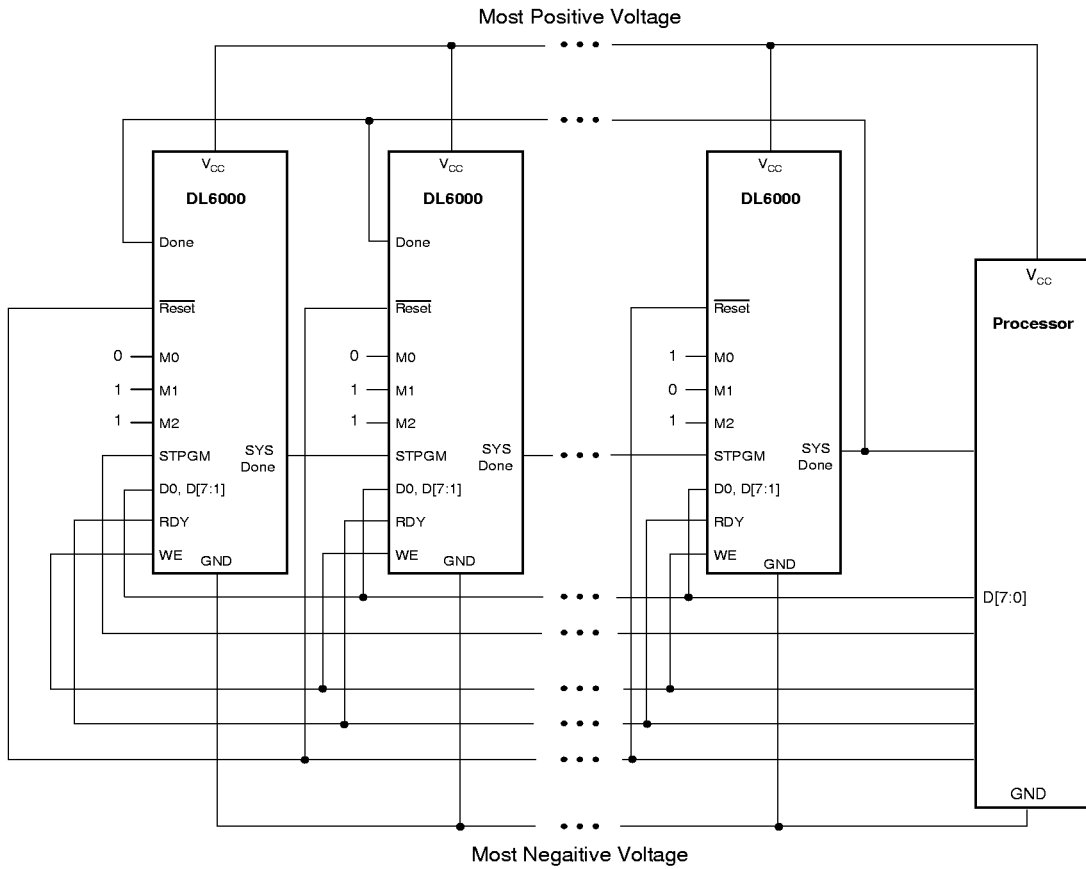 Most Positive Voltage
VCC
DL6000
Done
Reset
0 M0
1 M1
1 M2
STPGM
SYS Done
D0, D[7:1]
RDY
WE
GND
VCC
DL6000
Done
Reset
0 M0
1 M1
1 M2
STPGM
SYS Done
D0, D[7:1]
RDY
WE
GND
VCC
DL6000
Reset
1 M0
0 M1
1 M2
STPGM
SYS Done
D0, D[7:1]
RDY
WE
GND
VCC
Processor
D[7:0]
GND
Most Negaitive Voltage